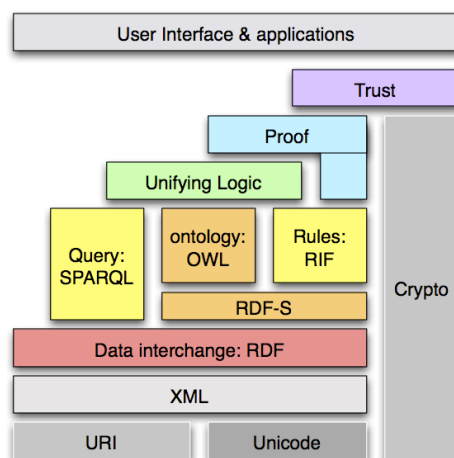 User Interface & applications
Trust
Proof
Unifying Logic
Query:
SPARQL
ontology:
OWL
Rules:
RIF
Crypto
RDF-S
Data interchange: RDF
XML
URI
Unicode